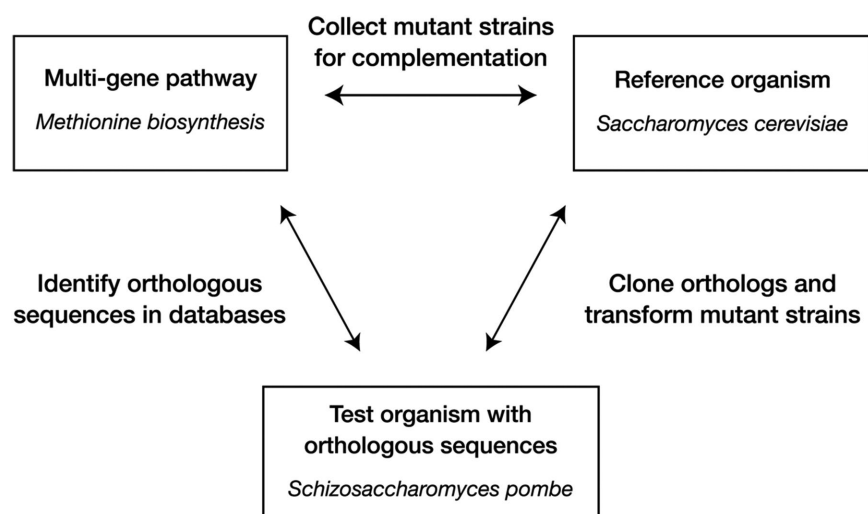 Collect mutant strains
for complementation
Multi-gene pathway
Methionine biosynthesis
Reference organism
Saccharomyces cerevisiae
Identify orthologous
sequences in databases
Clone orthologs and
transform mutant strains
Test organism with
orthologous sequences
Schizosaccharomyces pombe